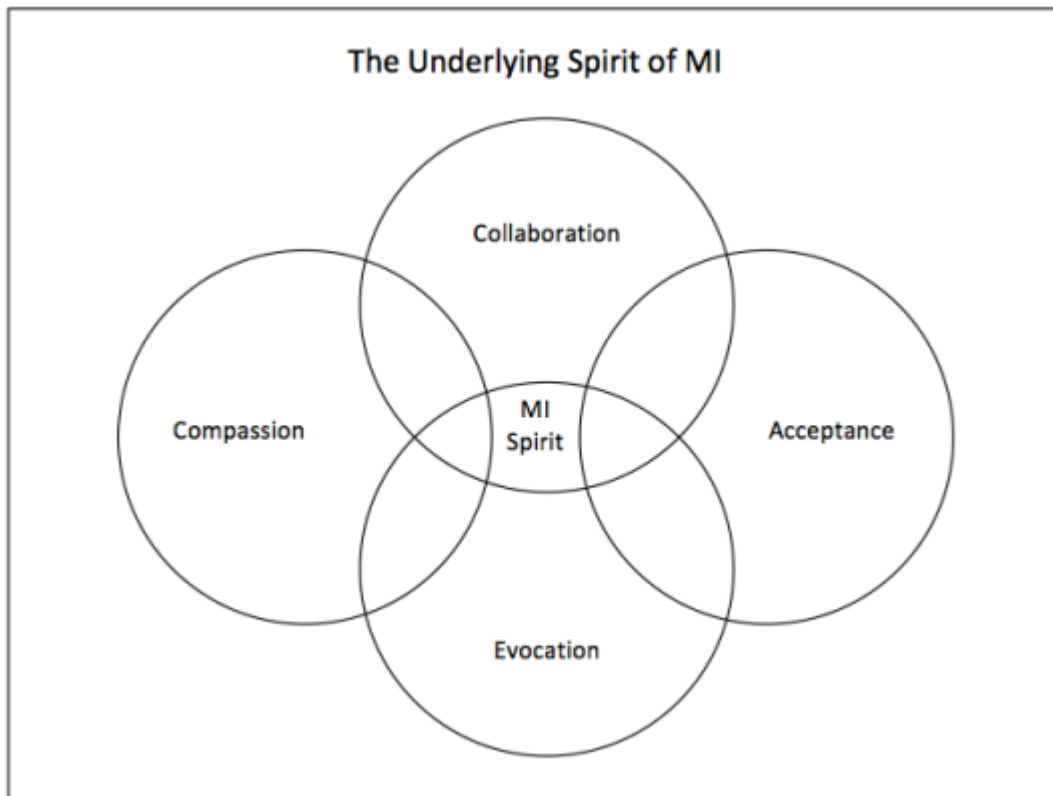 The Underlying Spirit of MI
Collaboration
Compassion
MI
Spirit
Acceptance
Evocation